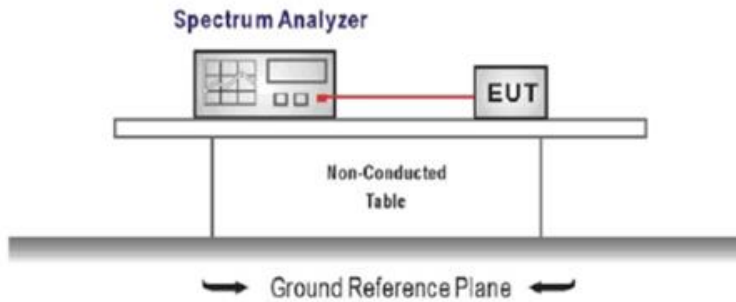 Spectrum Analyzer
EUT
Non-Conducted
Table
Ground Reference Plane